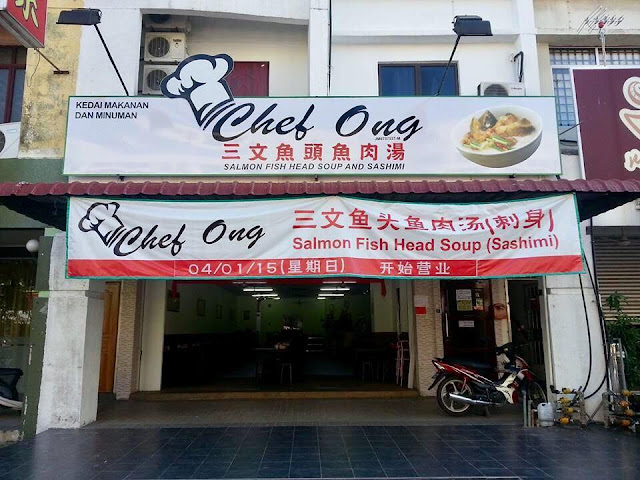 KEDAI MAKANAN
DAN MINUMAN
Chef Ong
三文魚頭魚肉湯
SALMON FISH HEAD SOUP AND SASHIMI
Chef Ong
三文鱼头鱼肉汤(刺身)
Salmon Fish Head Soup (Sashimi)
04/01/15(星期日) 开始营业